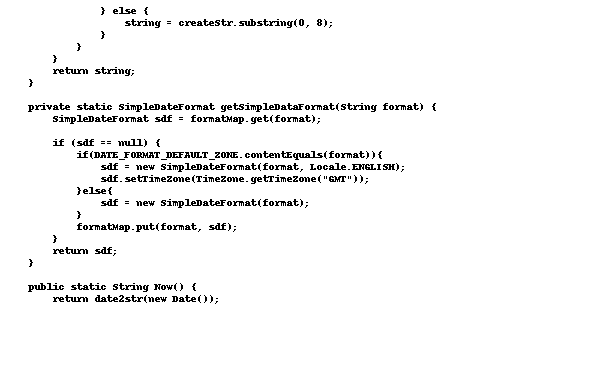 } else {
                string = createStr.substring(0, 8);
            }
        }
    }
    return string;
}

private static SimpleDateFormat getSimpleDataFormat(String format) {
    SimpleDateFormat sdf = formatMap.get(format);

    if (sdf == null) {
        if(DATE_FORMAT_DEFAULT_ZONE.contentEquals(format)){
            sdf = new SimpleDateFormat(format, Locale.ENGLISH);
            sdf.setTimeZone(TimeZone.getTimeZone("GMT"));
        }else{
            sdf = new SimpleDateFormat(format);
        }
        formatMap.put(format, sdf);
    }
    return sdf;
}

public static String Now() {
    return date2str(new Date());